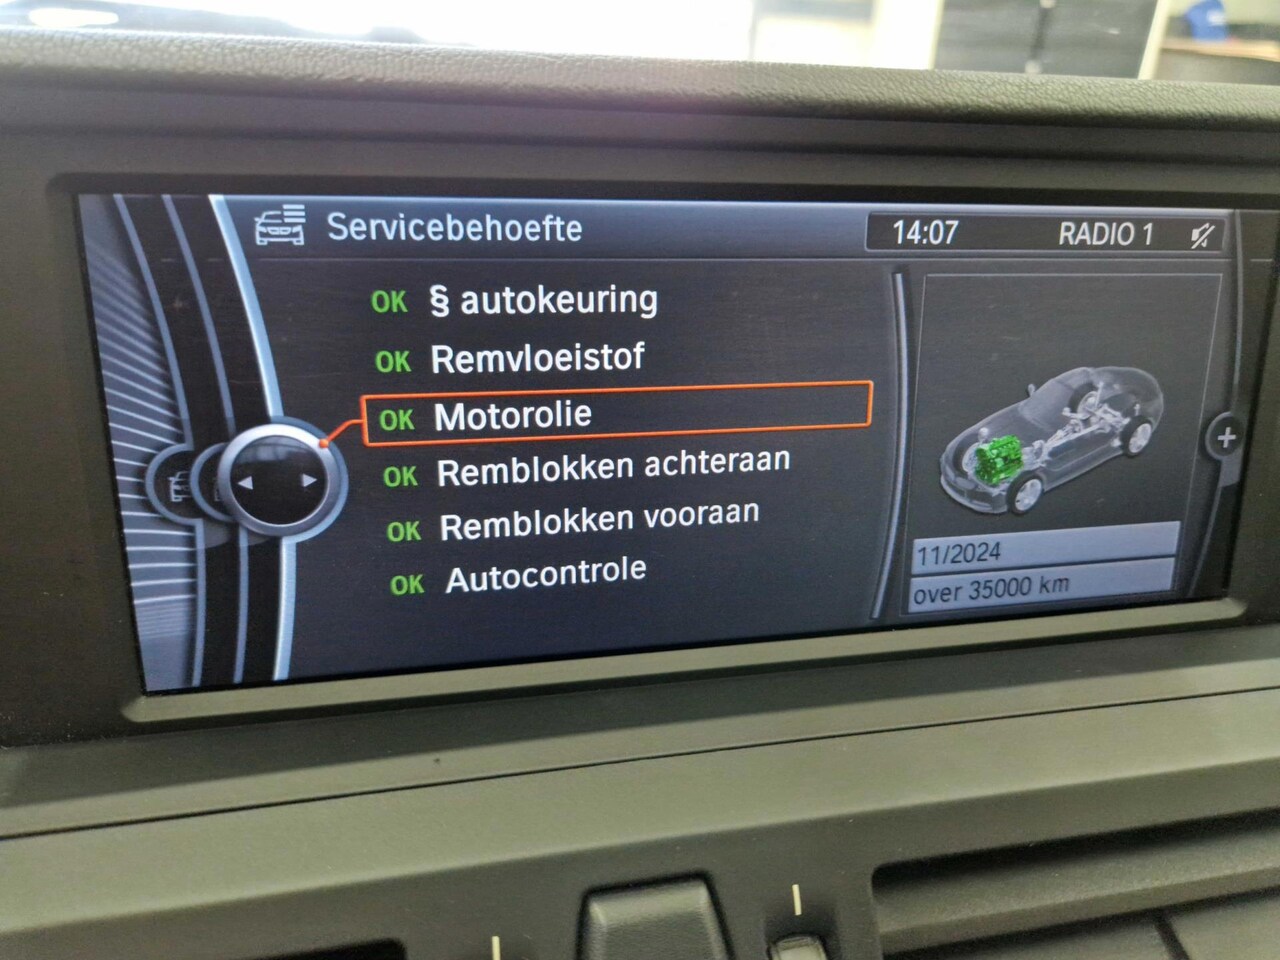 Servicebehoefte
14:07 RADIO 1
OK § autokeuring
OK Remvloeistof
OK Motorolie
OK Remblokken achteraan
OK Remblokken vooraan
OK Autocontrole
11/2024
over 35000 km